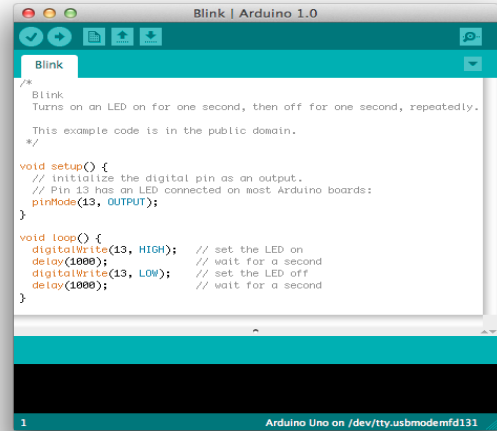 Blink | Arduino 1.0
Blink
/*
  Blink
  Turns on an LED on for one second, then off for one second, repeatedly.

  This example code is in the public domain.
 */

void setup() {
  // initialize the digital pin as an output.
  // Pin 13 has an LED connected on most Arduino boards:
  pinMode(13, OUTPUT);
}

void loop() {
  digitalWrite(13, HIGH);   // set the LED on
  delay(1000);              // wait for a second
  digitalWrite(13, LOW);    // set the LED off
  delay(1000);              // wait for a second
}
1 Arduino Uno on /dev/tty.usbmodemfd131